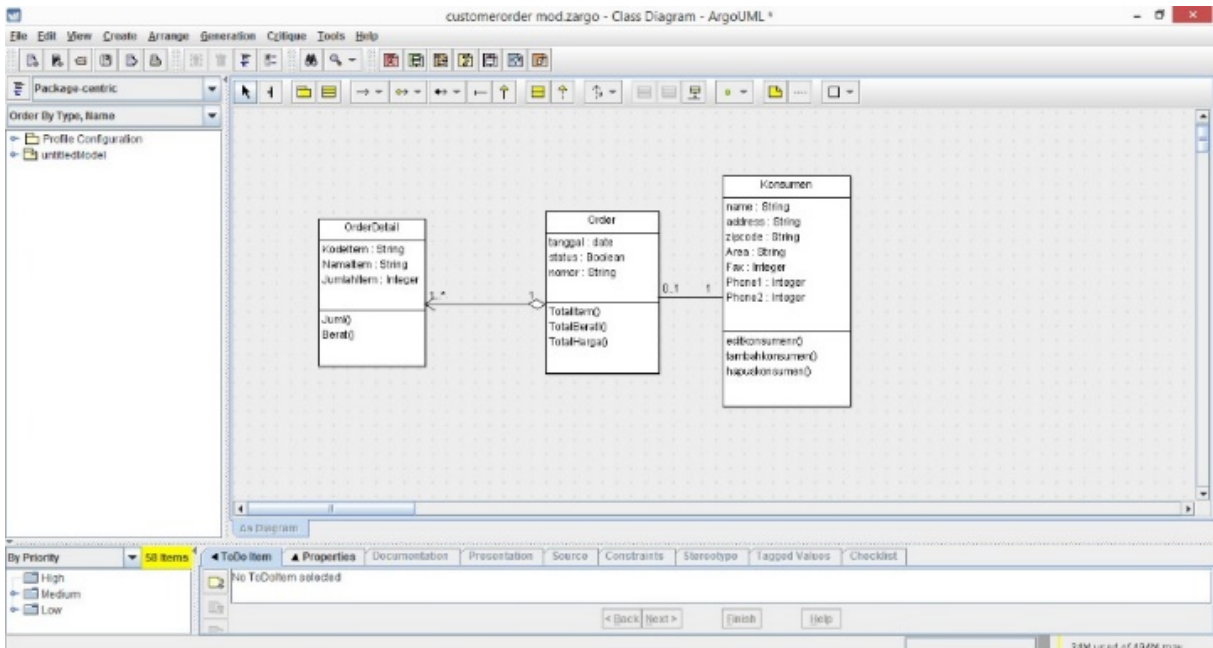 customerorder mod.zargo - Class Diagram - ArgoUML *
File Edit View Create Arrange Generation Critique Tools Help
Package-centric
Order By Type, Name
Profile Configuration
untitledModel
OrderDetail
KodeItem : String
NamaItem : String
JumlahItem : Integer
Juml()
Berat()
1..*
1
Order
tanggal : date
status : Boolean
nomor : String
TotalItem()
TotalBerat()
TotalHarga()
0..1
1
Konsumen
name : String
address : String
zipcode : String
Area : String
Fax : Integer
Phone1 : Integer
Phone2 : Integer
editkonsumenr()
tambahkonsumen()
hapuskonsumen()
As Diagram
By Priority
58 Items
High
Medium
Low
ToDo Item
Properties
Documentation
Presentation
Source
Constraints
Stereotype
Tagged Values
Checklist
No ToDoItem selected
< Back
Next >
Finish
Help